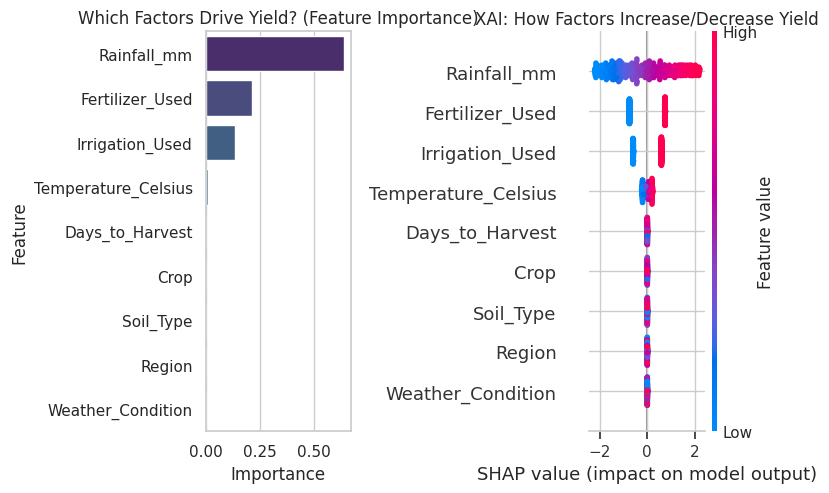 Which Factors Drive Yield? (Feature Importance)
Rainfall_mm
Fertilizer_Used
Irrigation_Used
Temperature_Celsius
Days_to_Harvest
Crop
Soil_Type
Region
Weather_Condition
Feature
0.00 0.25 0.50
Importance
XAI: How Factors Increase/Decrease Yield
Rainfall_mm
Fertilizer_Used
Irrigation_Used
Temperature_Celsius
Days_to_Harvest
Crop
Soil_Type
Region
Weather_Condition
−2 0 2
SHAP value (impact on model output)
High
Feature value
Low